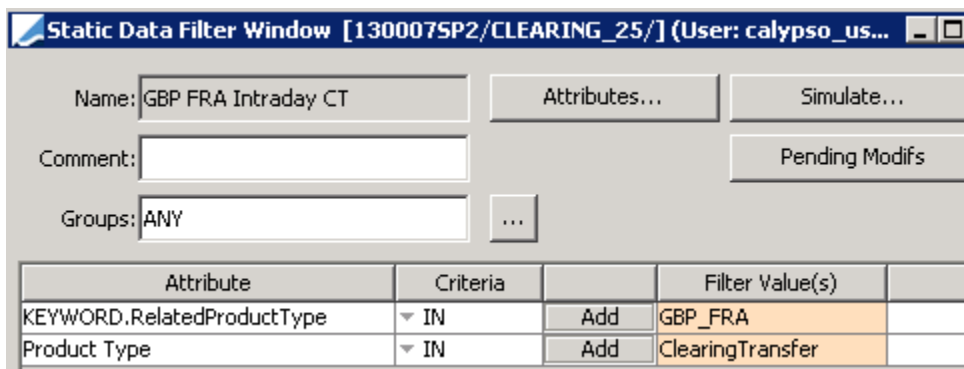 Static Data Filter Window [130007SP2/CLEARING_25/] (User: calypso_us...
Name: GBP FRA Intraday CT Attributes... Simulate...
Comment: Pending Modifs
Groups: ANY ...
Attribute Criteria Filter Value(s)
KEYWORD.RelatedProductType IN Add GBP_FRA
Product Type IN Add ClearingTransfer